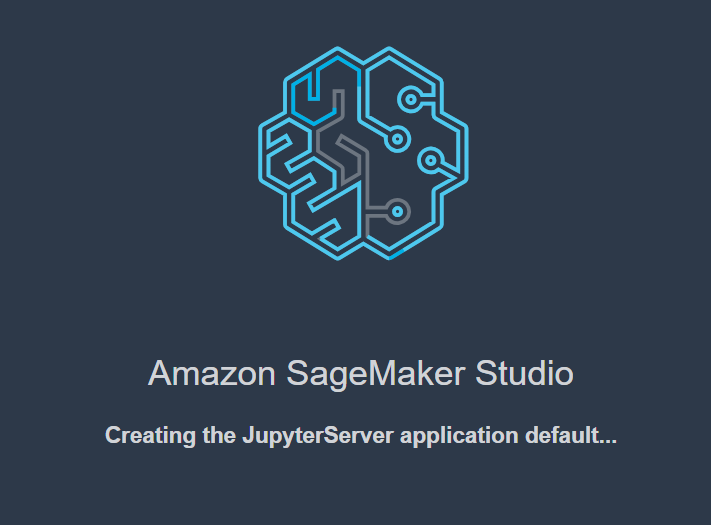 Amazon SageMaker Studio
Creating the JupyterServer application default...